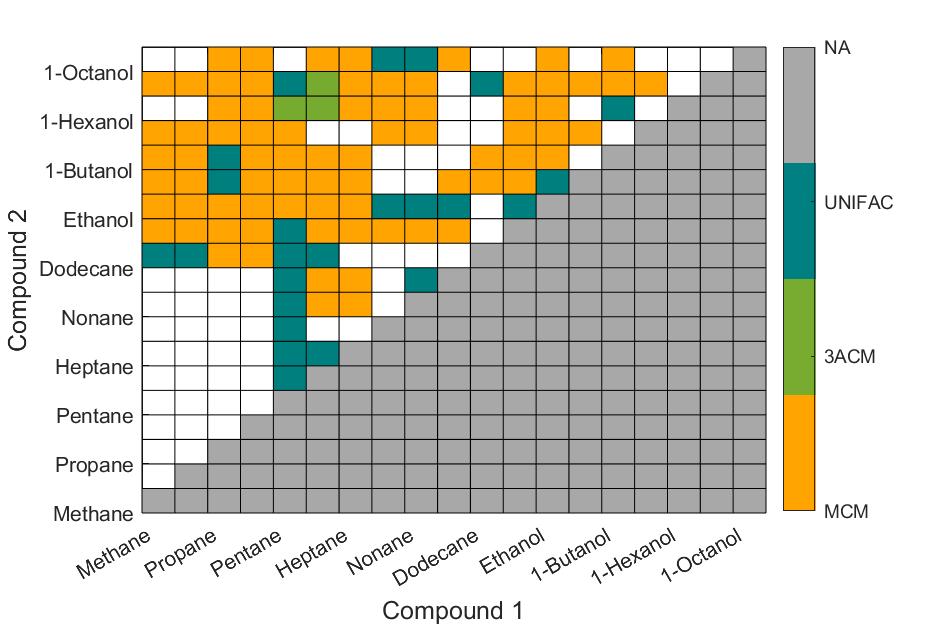 NA
1-Octanol
1-Hexanol
UNIFAC
1-Butanol
Ethanol
Dodecane
Nonane
3ACM
Heptane
Pentane
Propane
Methane
MCM
Compound 2
Methane
Propane
Pentane
Heptane
Nonane
Dodecane
Ethanol
1-Butanol
1-Hexanol
1-Octanol
Compound 1